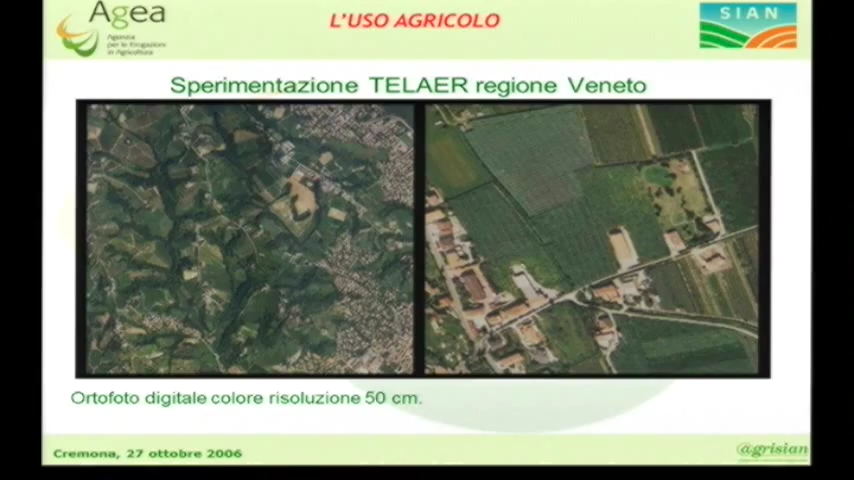 Agea
Agenzia
per le Erogazioni
in Agricoltura
L'USO AGRICOLO
SIAN
Sperimentazione TELAER regione Veneto
Ortofoto digitale colore risoluzione 50 cm.
Cremona, 27 ottobre 2006
@grisian